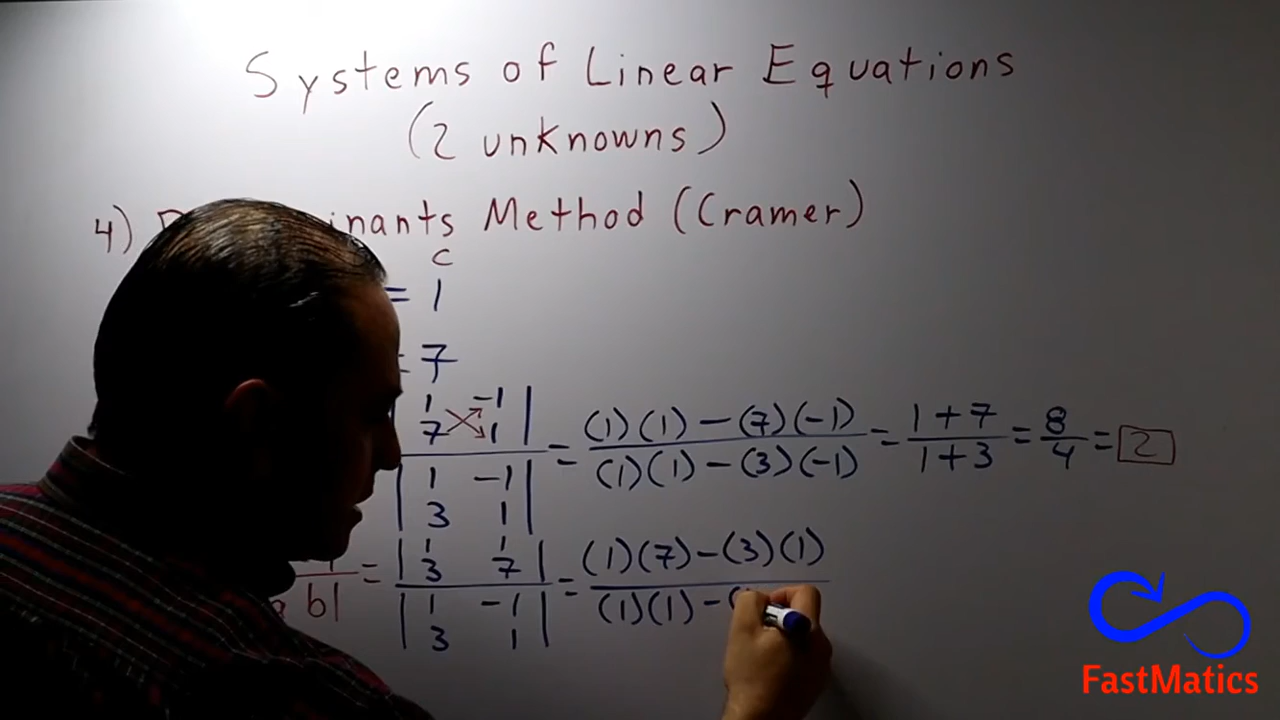 Systems of Linear Equations
(2 unknowns)
4) Method (Cramer)
C
= 1
= 7
| 1 -1 |
| 7 1 |
| 1 -1 |
| 3 1 |
= (1)(1) - (7)(-1) = 1+7 = 8 = 2
(1)(1) - (3)(-1) 1+3 4
b|
= | 1 1 |
| 3 7 |
| 1 -1 |
| 3 1 |
= (1)(7) - (3)(1)
(1)(1) - (
FastMatics